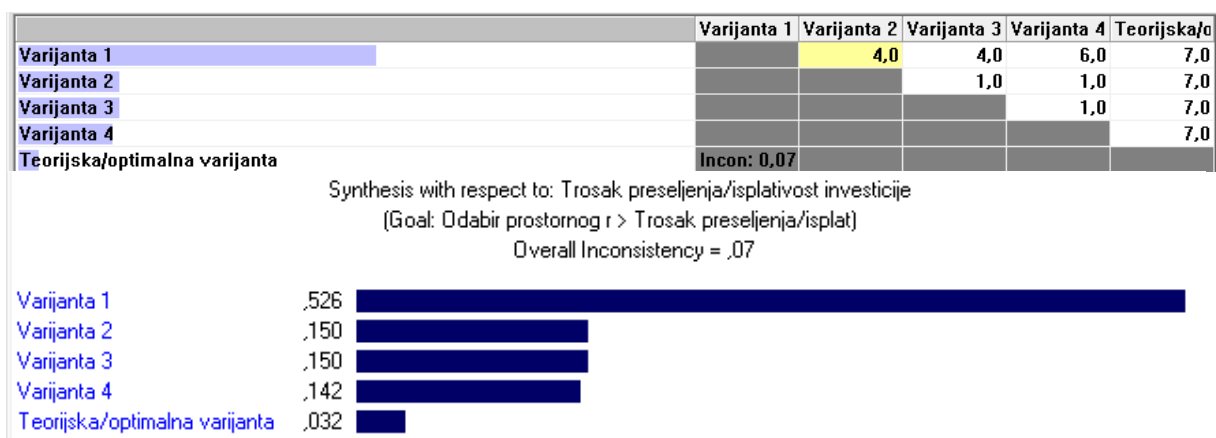 Varijanta 1 Varijanta 2 Varijanta 3 Varijanta 4 Teorijska/o
Varijanta 1 4,0 4,0 6,0 7,0
Varijanta 2 1,0 1,0 7,0
Varijanta 3 1,0 7,0
Varijanta 4 7,0
Teorijska/optimalna varijanta Incon: 0,07
Synthesis with respect to: Trosak preseljenja/isplativost investicije
(Goal: Odabir prostornog r > Trosak preseljenja/isplat)
Overall Inconsistency = ,07
Varijanta 1 ,526
Varijanta 2 ,150
Varijanta 3 ,150
Varijanta 4 ,142
Teorijska/optimalna varijanta ,032